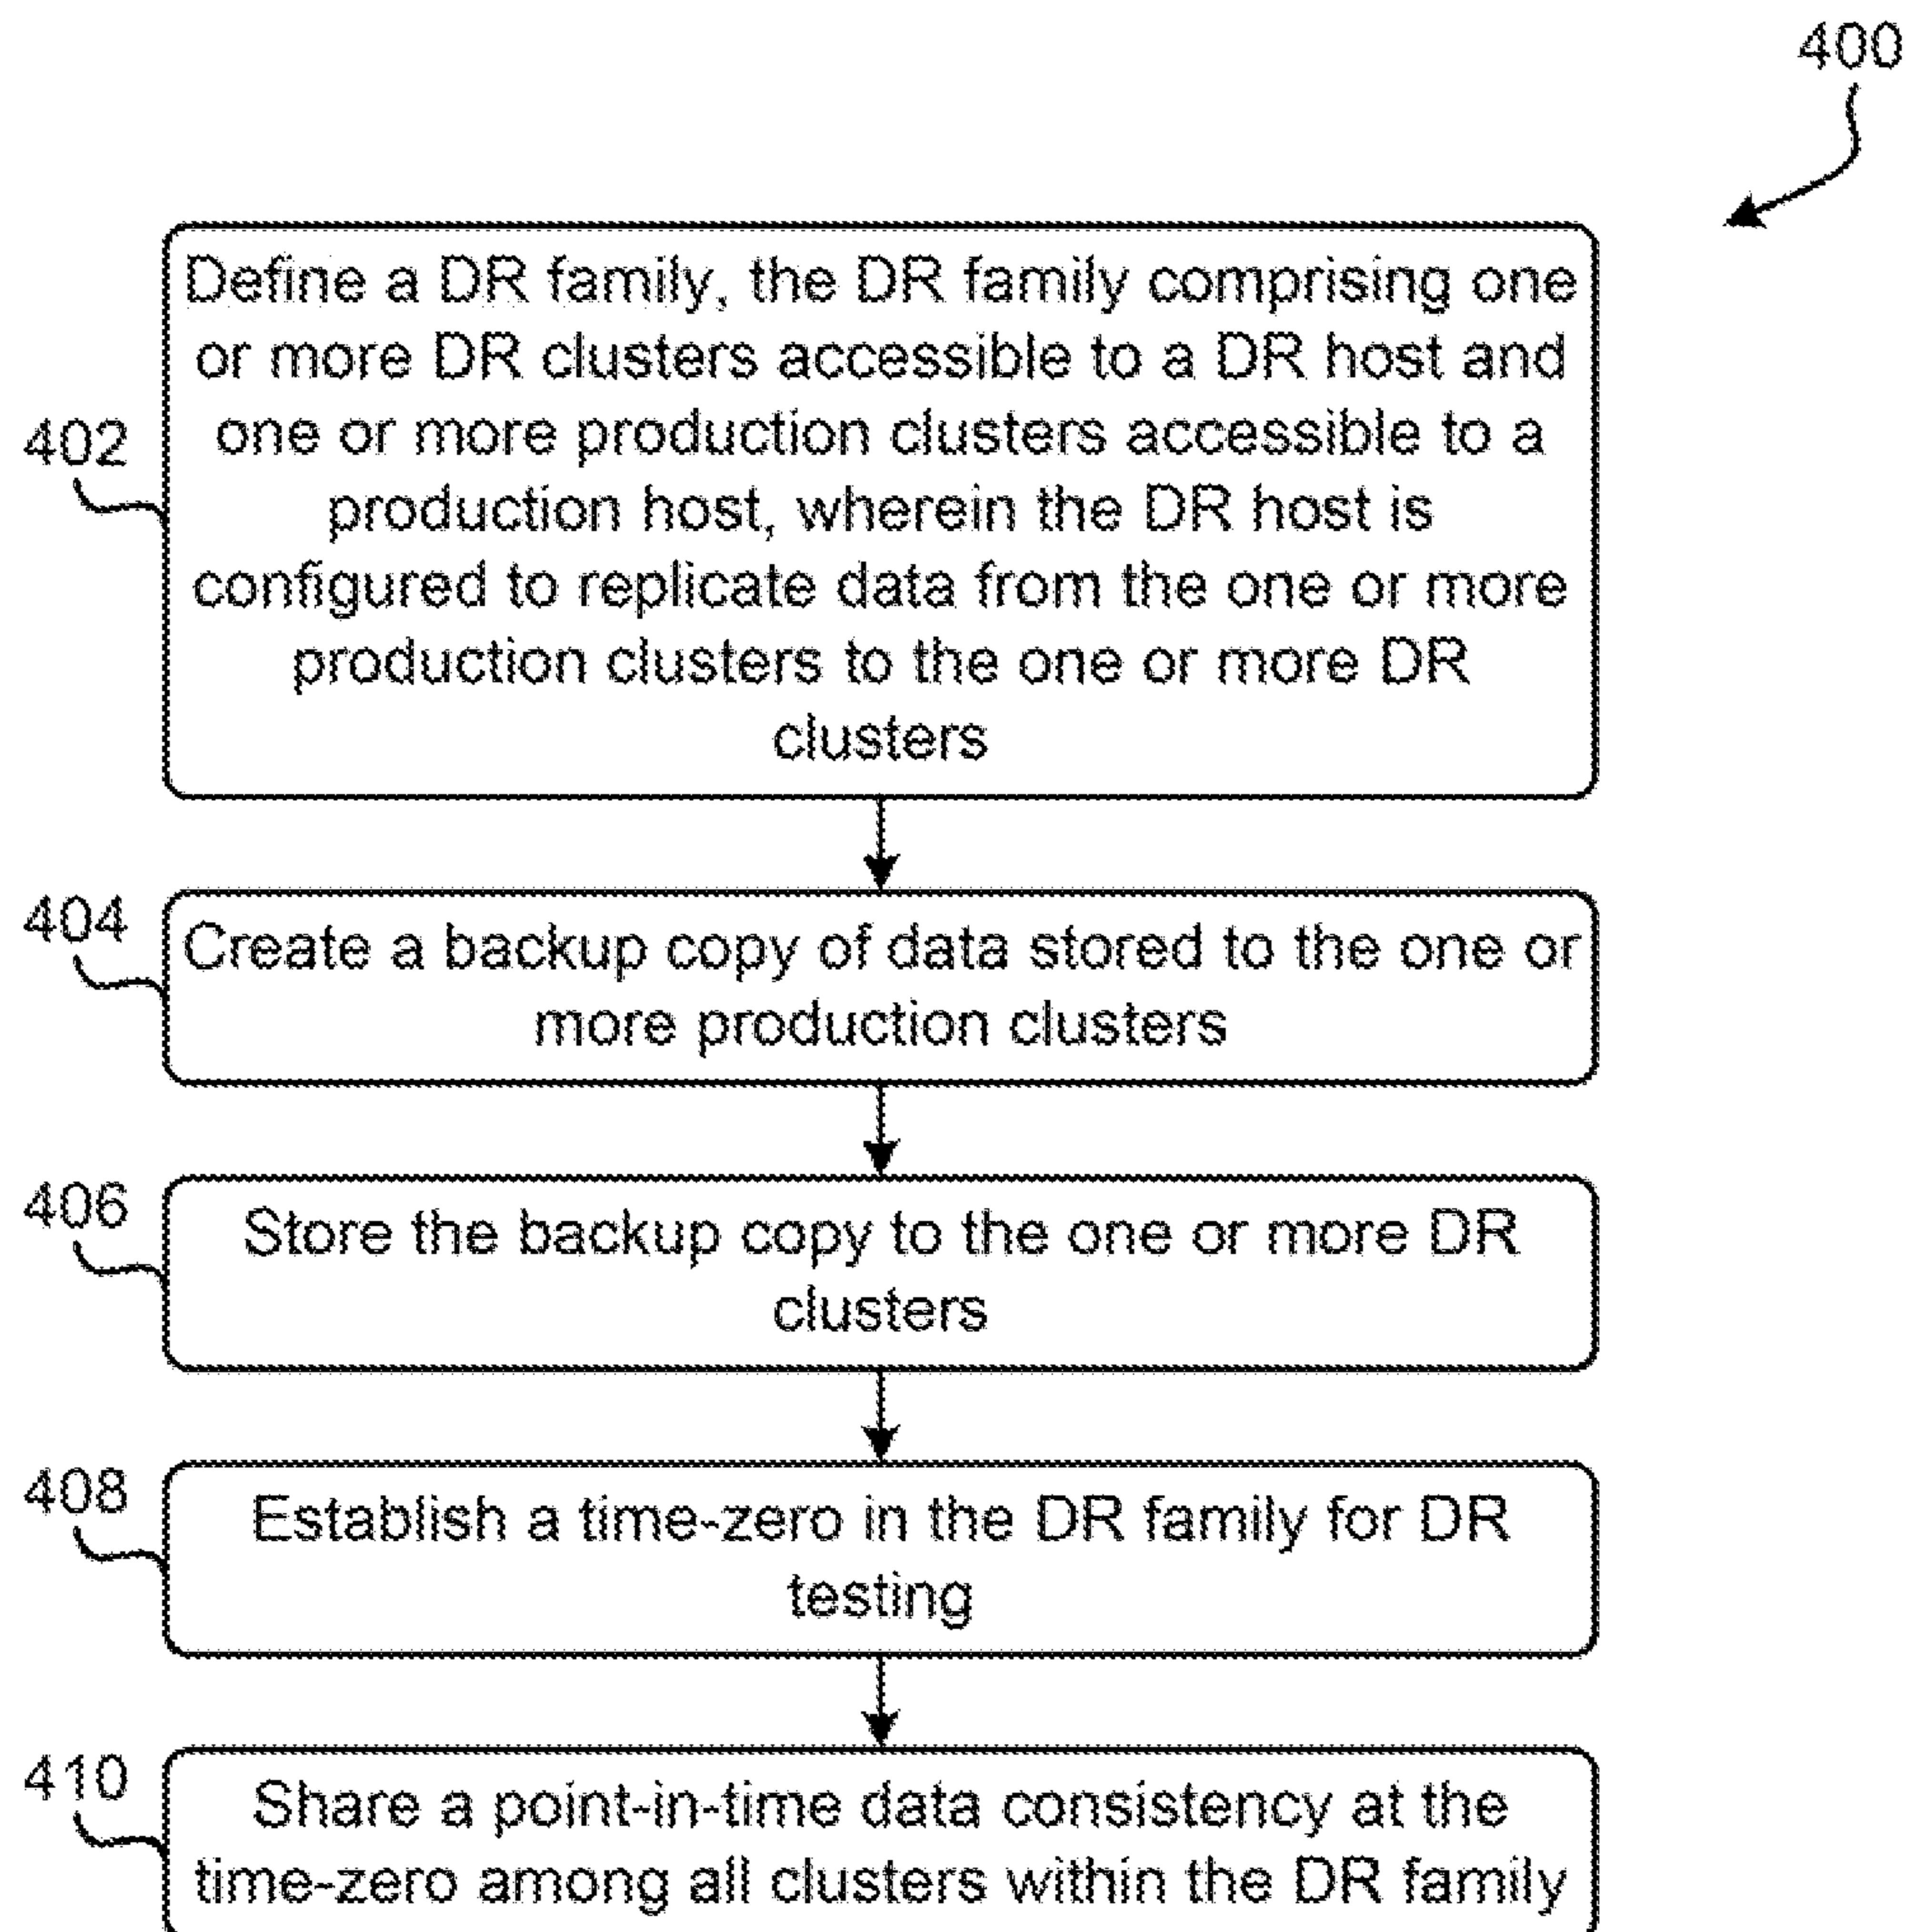 400
Define a DR family, the DR family comprising one
or more DR clusters accessible to a DR host and
one or more production clusters accessible to a
402
production host, wherein the DR host is
configured to replicate data from the one or more
production clusters to the one or more DR
clusters
404
Create a backup copy of data stored to the one or
more production clusters
406
Store the backup copy to the one or more DR
clusters
408
Establish a time-zero in the DR family for DR
testing
410
Share a point-in-time data consistency at the
time-zero among all clusters within the DR family